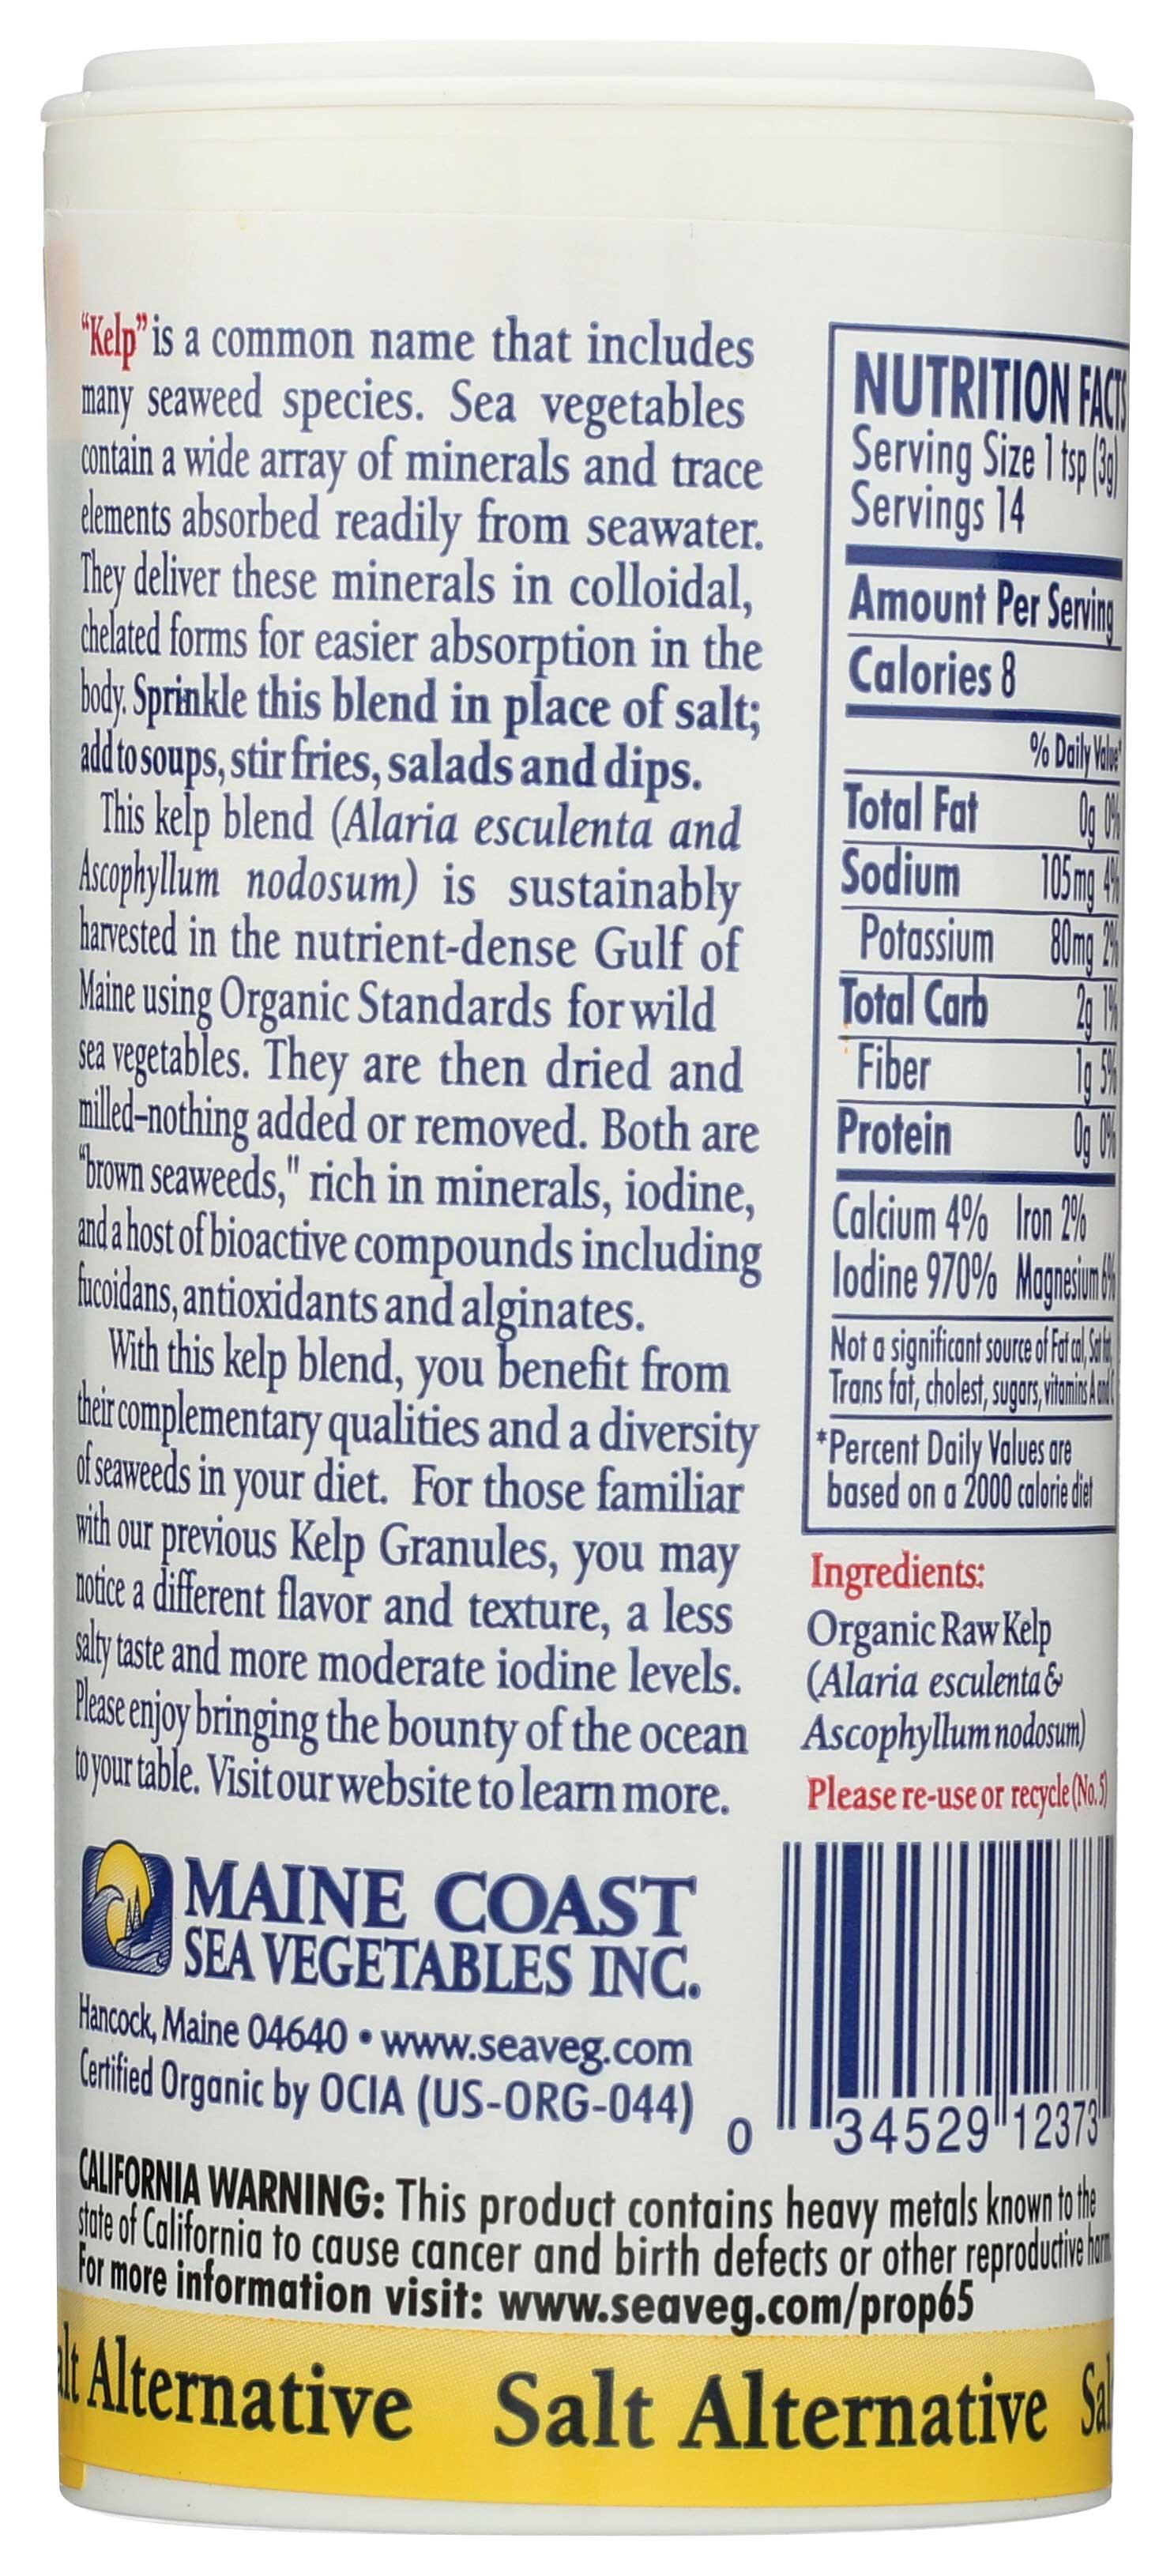 “Kelp” is a common name that includes
many seaweed species. Sea vegetables
contain a wide array of minerals and trace
elements absorbed readily from seawater.
They deliver these minerals in colloidal,
chelated forms for easier absorption in the
body. Sprinkle this blend in place of salt;
add to soups, stir fries, salads and dips.
This kelp blend (Alaria esculenta and
Ascophyllum nodosum) is sustainably
harvested in the nutrient-dense Gulf of
Maine using Organic Standards for wild
sea vegetables. They are then dried and
milled–nothing added or removed. Both are
"brown seaweeds," rich in minerals, iodine,
and a host of bioactive compounds including
fucoidans, antioxidants and alginates.
With this kelp blend, you benefit from
their complementary qualities and a diversity
of seaweeds in your diet. For those familiar
with our previous Kelp Granules, you may
notice a different flavor and texture, a less
salty taste and more moderate iodine levels.
Please enjoy bringing the bounty of the ocean
to your table. Visit our website to learn more.
MAINE COAST
SEA VEGETABLES INC.
Hancock, Maine 04640 • www.seaveg.com
Certified Organic by OCIA (US-ORG-044)
NUTRITION FACTS
Serving Size 1 tsp (3g)
Servings 14
Amount Per Serving
Calories 8
% Daily Value*
Total Fat 0g 0%
Sodium 105mg 4%
Potassium 80mg 2%
Total Carb 2g 1%
Fiber 1g 5%
Protein 0g 0%
Calcium 4% Iron 2%
Iodine 970% Magnesium 6%
Not a significant source of Fat cal, Sat fat,
Trans fat, cholest, sugars, vitamins A and C
*Percent Daily Values are
based on a 2000 calorie diet
Ingredients:
Organic Raw Kelp
(Alaria esculenta &
Ascophyllum nodosum)
Please re-use or recycle (No. 5)
0 34529 12373
CALIFORNIA WARNING: This product contains heavy metals known to the
state of California to cause cancer and birth defects or other reproductive harm.
For more information visit: www.seaveg.com/prop65
alt Alternative Salt Alternative Sal